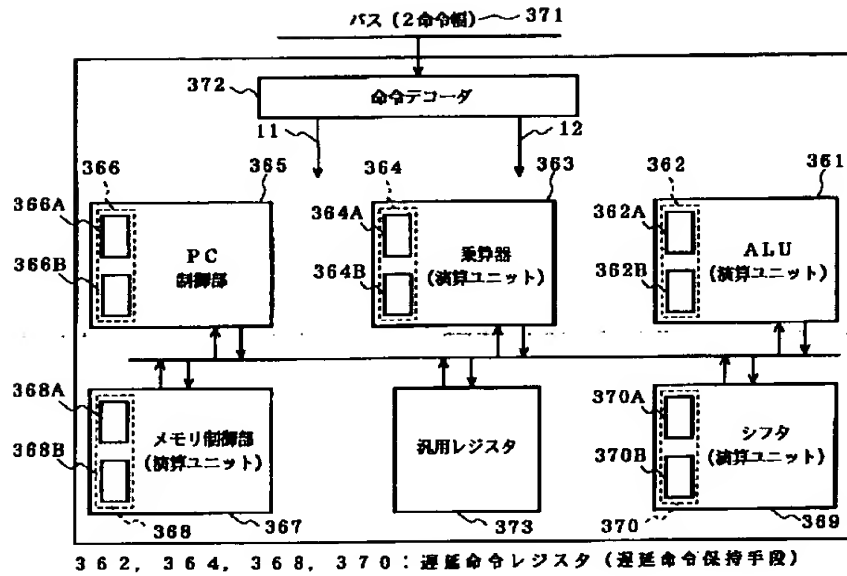 バス(2命令幅) 371
372
命令デコーダ
11
12
366
365
364
363
362
361
366A
PC
制御部
366B
364A
乗算器
(演算ユニット)
364B
362A
ALU
(演算ユニット)
362B
368A
メモリ制御部
(演算ユニット)
368B
汎用レジスタ
370A
シフタ
(演算ユニット)
370B
368
367
373
370
369
362,364,368,370:遅延命令レジスタ(遅延命令保持手段)